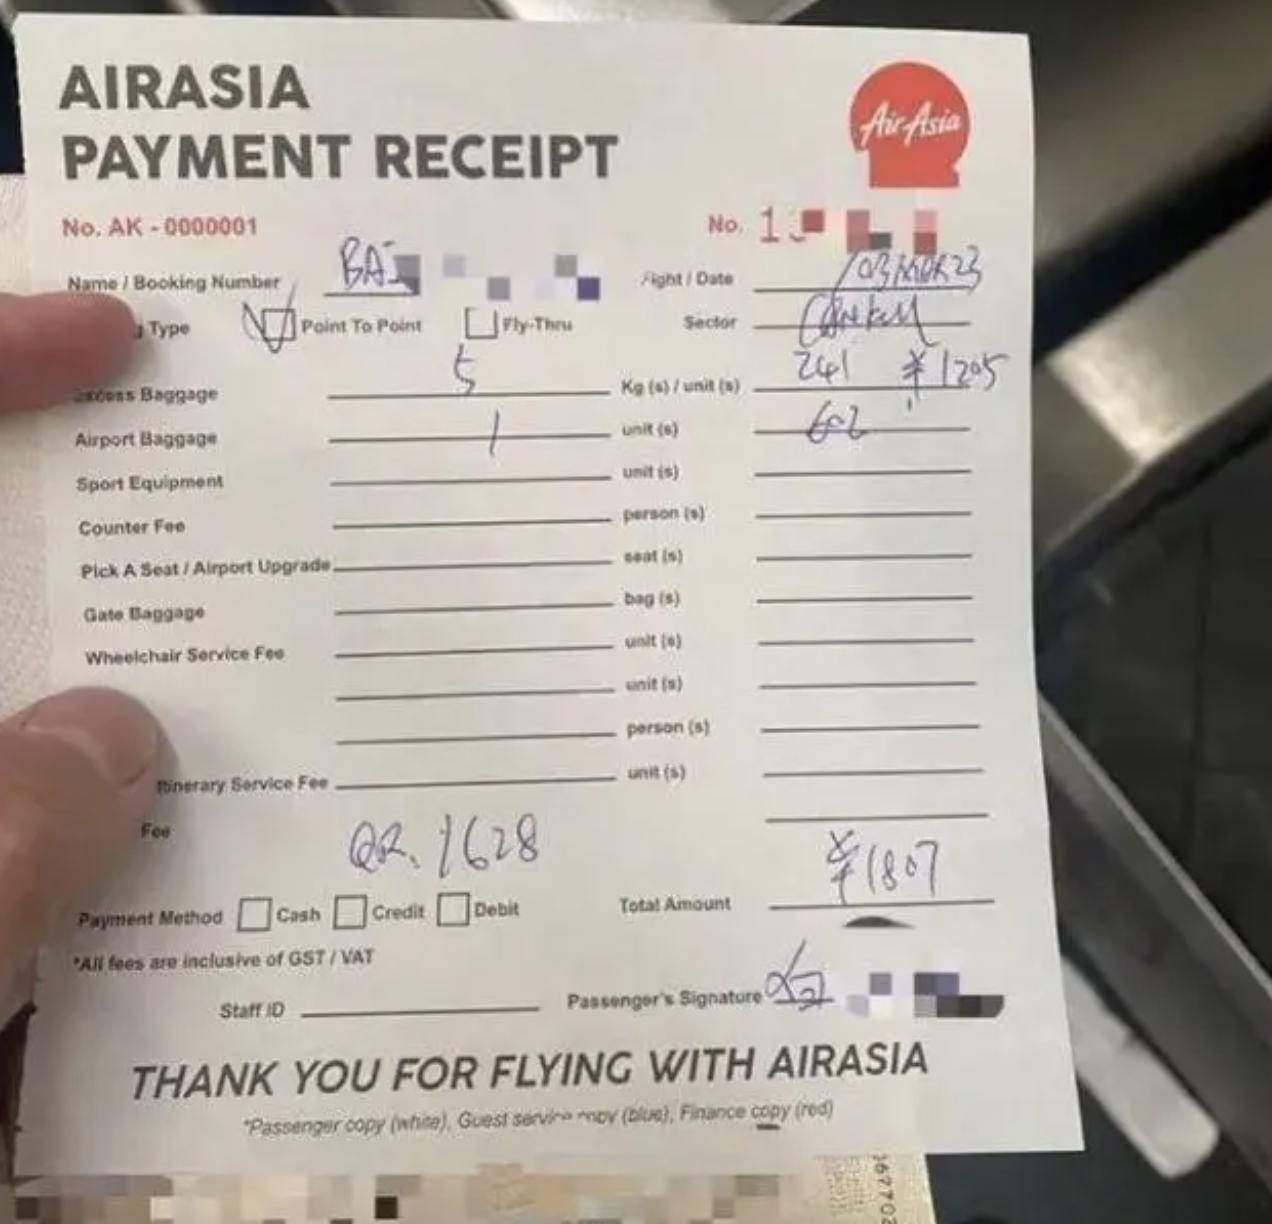 AIRASIA
PAYMENT RECEIPT
AirAsia
No. AK - 0000001
No. 1
Name / Booking Number BA
Flight / Date /03MAR23
Type Point To Point Fly-Thru
Sector
Excess Baggage 5 Kg (s) / unit (s) 241 ¥1205
Airport Baggage 1 unit (s) 602
Sport Equipment unit (s)
Counter Fee person (s)
Pick A Seat / Airport Upgrade seat (s)
Gate Baggage bag (s)
Wheelchair Service Fee unit (s)
unit (s)
person (s)
Itinerary Service Fee unit (s)
Fee
QR. 1628
¥1807
Payment Method Cash Credit Debit Total Amount
*All fees are inclusive of GST / VAT
Staff ID Passenger's Signature
THANK YOU FOR FLYING WITH AIRASIA
*Passenger copy (white), Guest service copy (blue), Finance copy (red)